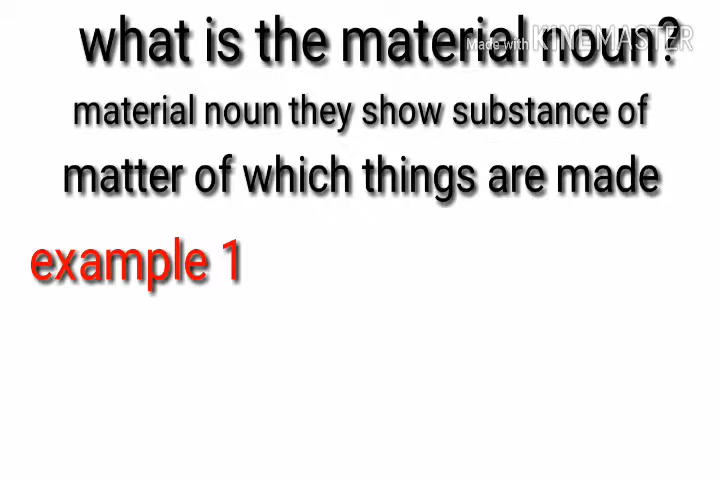 what is the material noun?
Made with KINEMASTER
material noun they show substance of
matter of which things are made
example 1